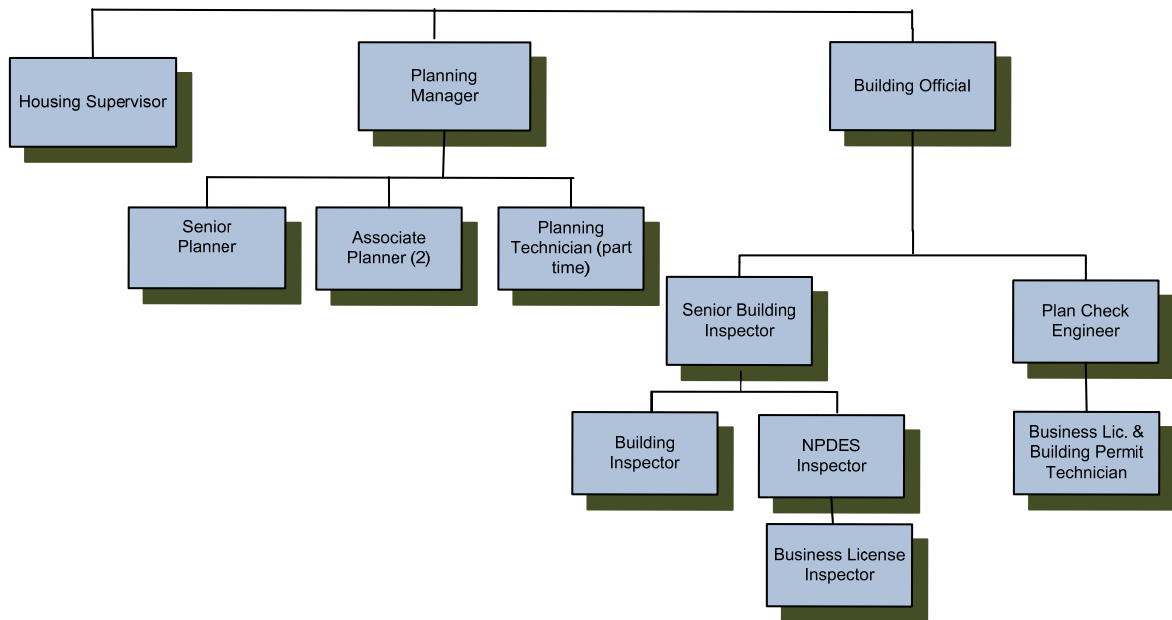 Housing Supervisor
Planning
Manager
Building Official
Senior
Planner
Associate
Planner (2)
Planning
Technician (part
time)
Senior Building
Inspector
Plan Check
Engineer
Building
Inspector
NPDES
Inspector
Business Lic. &
Building Permit
Technician
Business License
Inspector